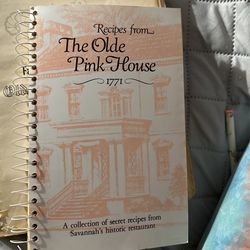 Recipes from
The Olde
Pink House
1771
A collection of secret recipes from
Savannah's historic restaurant